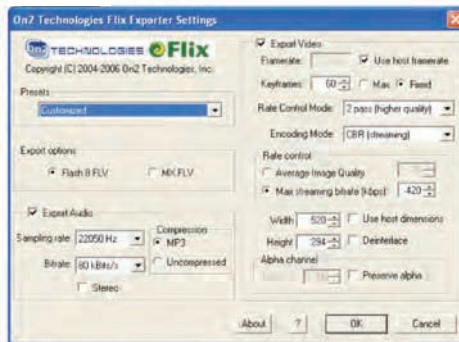 On2 Technologies Flix Exporter Settings
On2 TECHNOLOGIES Flix
Copyright (C) 2004-2006 On2 Technologies, Inc.
Presets
Customized
Export options
Flash 8 FLV
MX FLV
Export Audio
Sampling rate: 22050 Hz
Bitrate: 80 kBits/s
Stereo
Compression
MP3
Uncompressed
Export Video
Framerate:
Use host framerate
Keyframes: 60
Max
Fixed
Rate Control Mode: 2 pass (higher quality)
Encoding Mode: CBR (streaming)
Rate control
Average Image Quality
Max streaming bitrate (kbps): 420
Width 520
Use host dimensions
Height 294
Deinterlace
Alpha channel
Preserve alpha
About
?
OK
Cancel